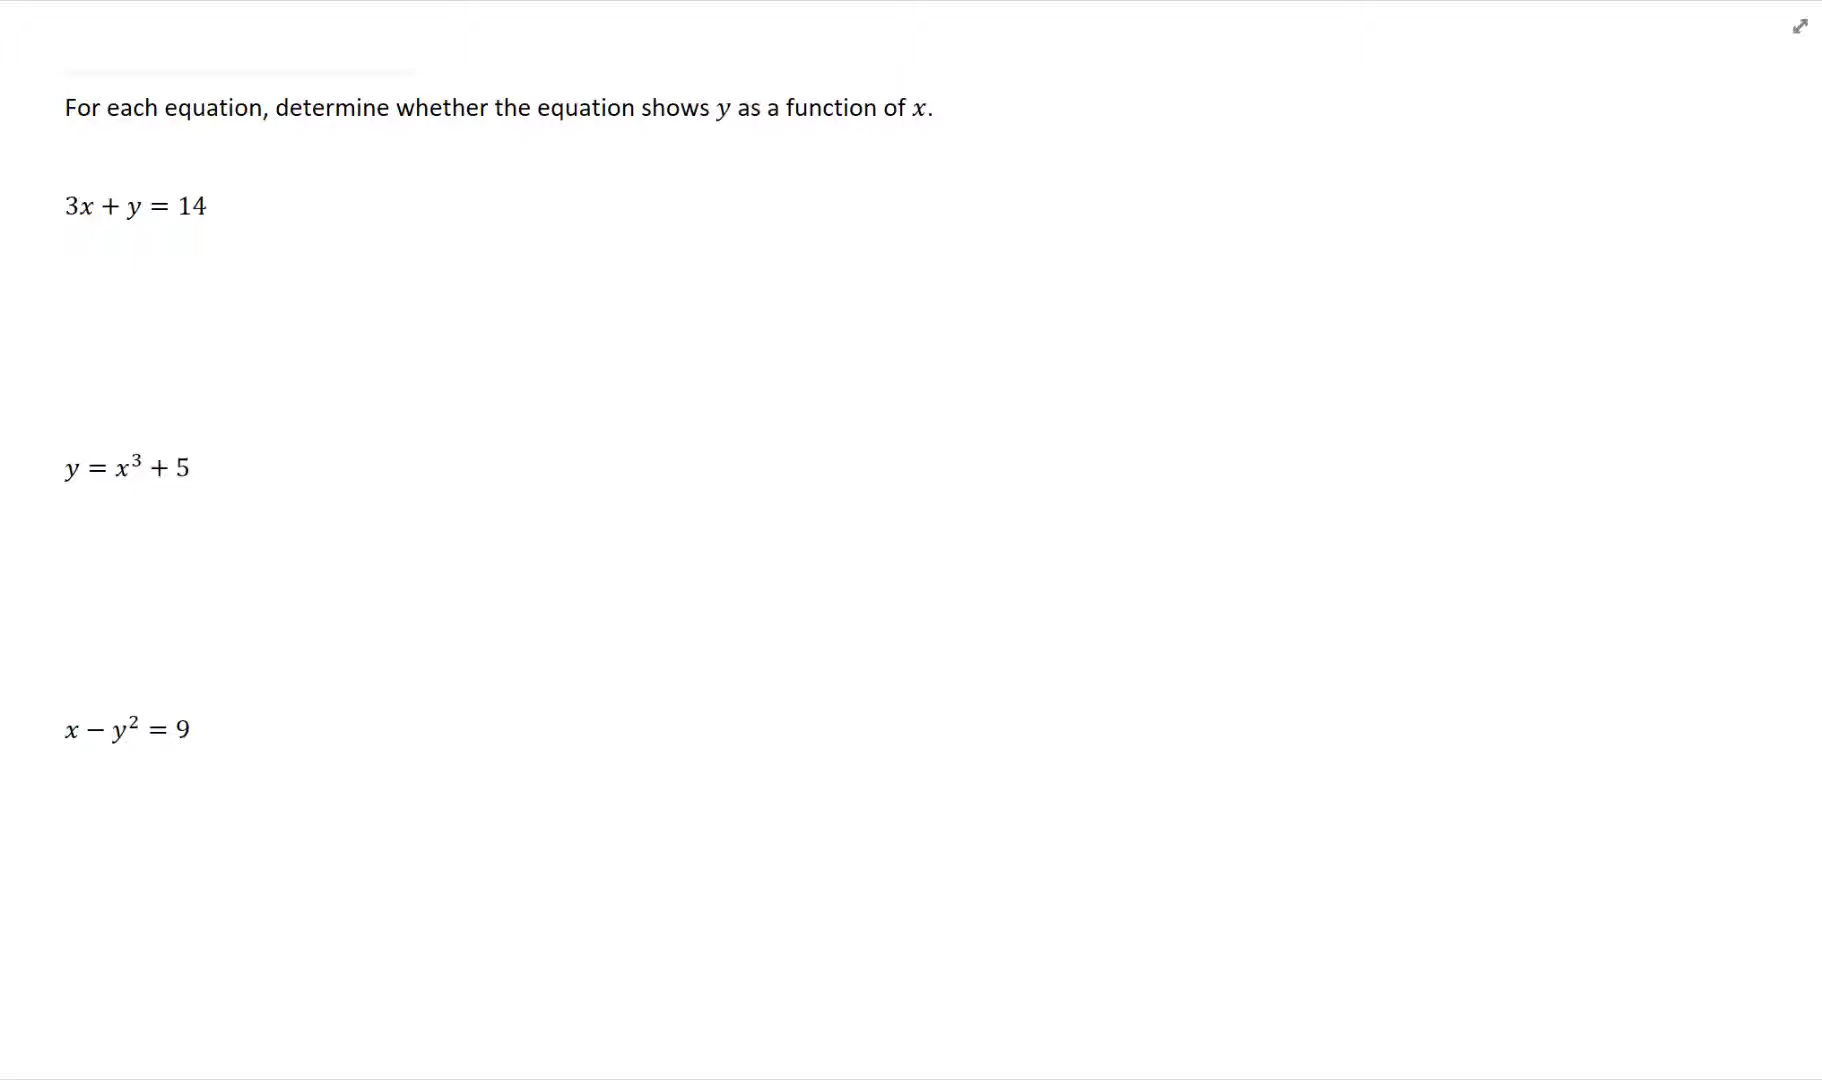 For each equation, determine whether the equation shows y as a function of x.
3x + y = 14
y = x³ + 5
x − y² = 9